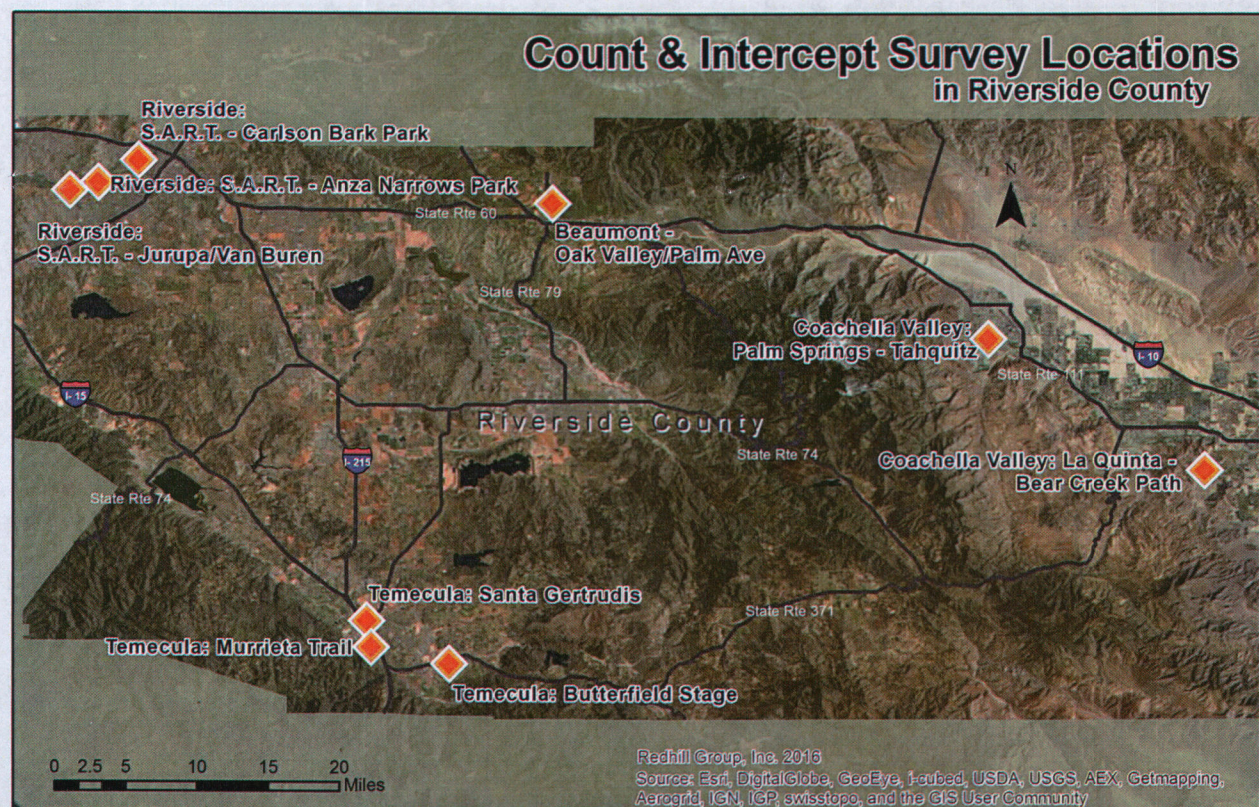 Count & Intercept Survey Locations
in Riverside County
Riverside:
S.A.R.T. - Carlson Bark Park
Riverside: S.A.R.T. - Anza Narrows Park
Riverside:
S.A.R.T. - Jurupa/Van Buren
State Rte 60
Beaumont -
Oak Valley/Palm Ave
N
State Rte 79
Coachella Valley:
Palm Springs - Tahquitz
I-10
State Rte 111
I-15
Riverside County
I-215
State Rte 74
Coachella Valley: La Quinta -
Bear Creek Path
State Rte 74
Temecula: Santa Gertrudis
State Rte 371
Temecula: Murrieta Trail
Temecula: Butterfield Stage
0 2.5 5 10 15 20
Miles
Redhill Group, Inc. 2016
Source: Esri, DigitalGlobe, GeoEye, i-cubed, USDA, USGS, AEX, Getmapping,
Aerogrid, IGN, IGP, swisstopo, and the GIS User Community